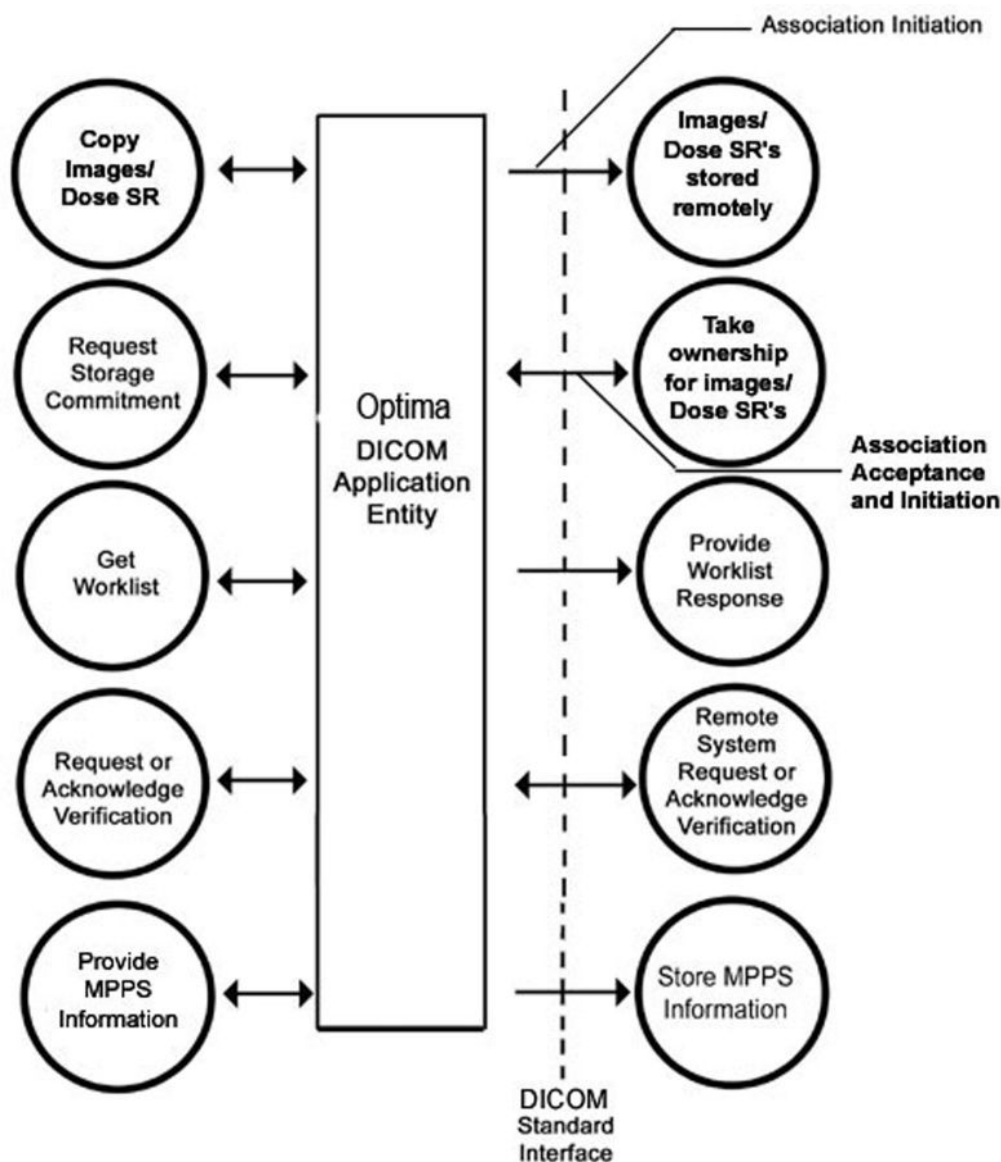 Association Initiation
Copy
Images/
Dose SR
Images/
Dose SR's
stored
remotely
Request
Storage
Commitment
Optima
DICOM
Application
Entity
Take
ownership
for images/
Dose SR's
Association
Acceptance
and Initiation
Get
Worklist
Provide
Worklist
Response
Request or
Acknowledge
Verification
Remote
System
Request or
Acknowledge
Verification
Provide
MPPS
Information
Store MPPS
Information
DICOM
Standard
Interface